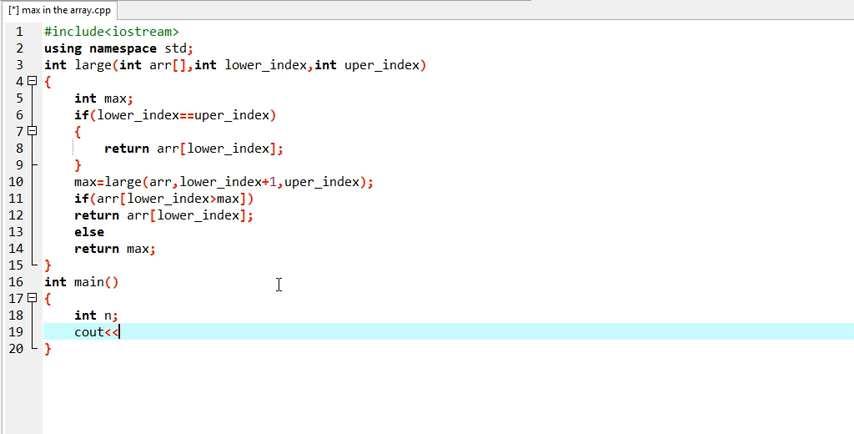 [*] max in the array.cpp
1 #include<iostream>
2 using namespace std;
3 int large(int arr[],int lower_index,int uper_index)
4 {
5 int max;
6 if(lower_index==uper_index)
7 {
8 return arr[lower_index];
9 }
10 max=large(arr,lower_index+1,uper_index);
11 if(arr[lower_index>max])
12 return arr[lower_index];
13 else
14 return max;
15 }
16 int main()
17 {
18 int n;
19 cout<<
20 }